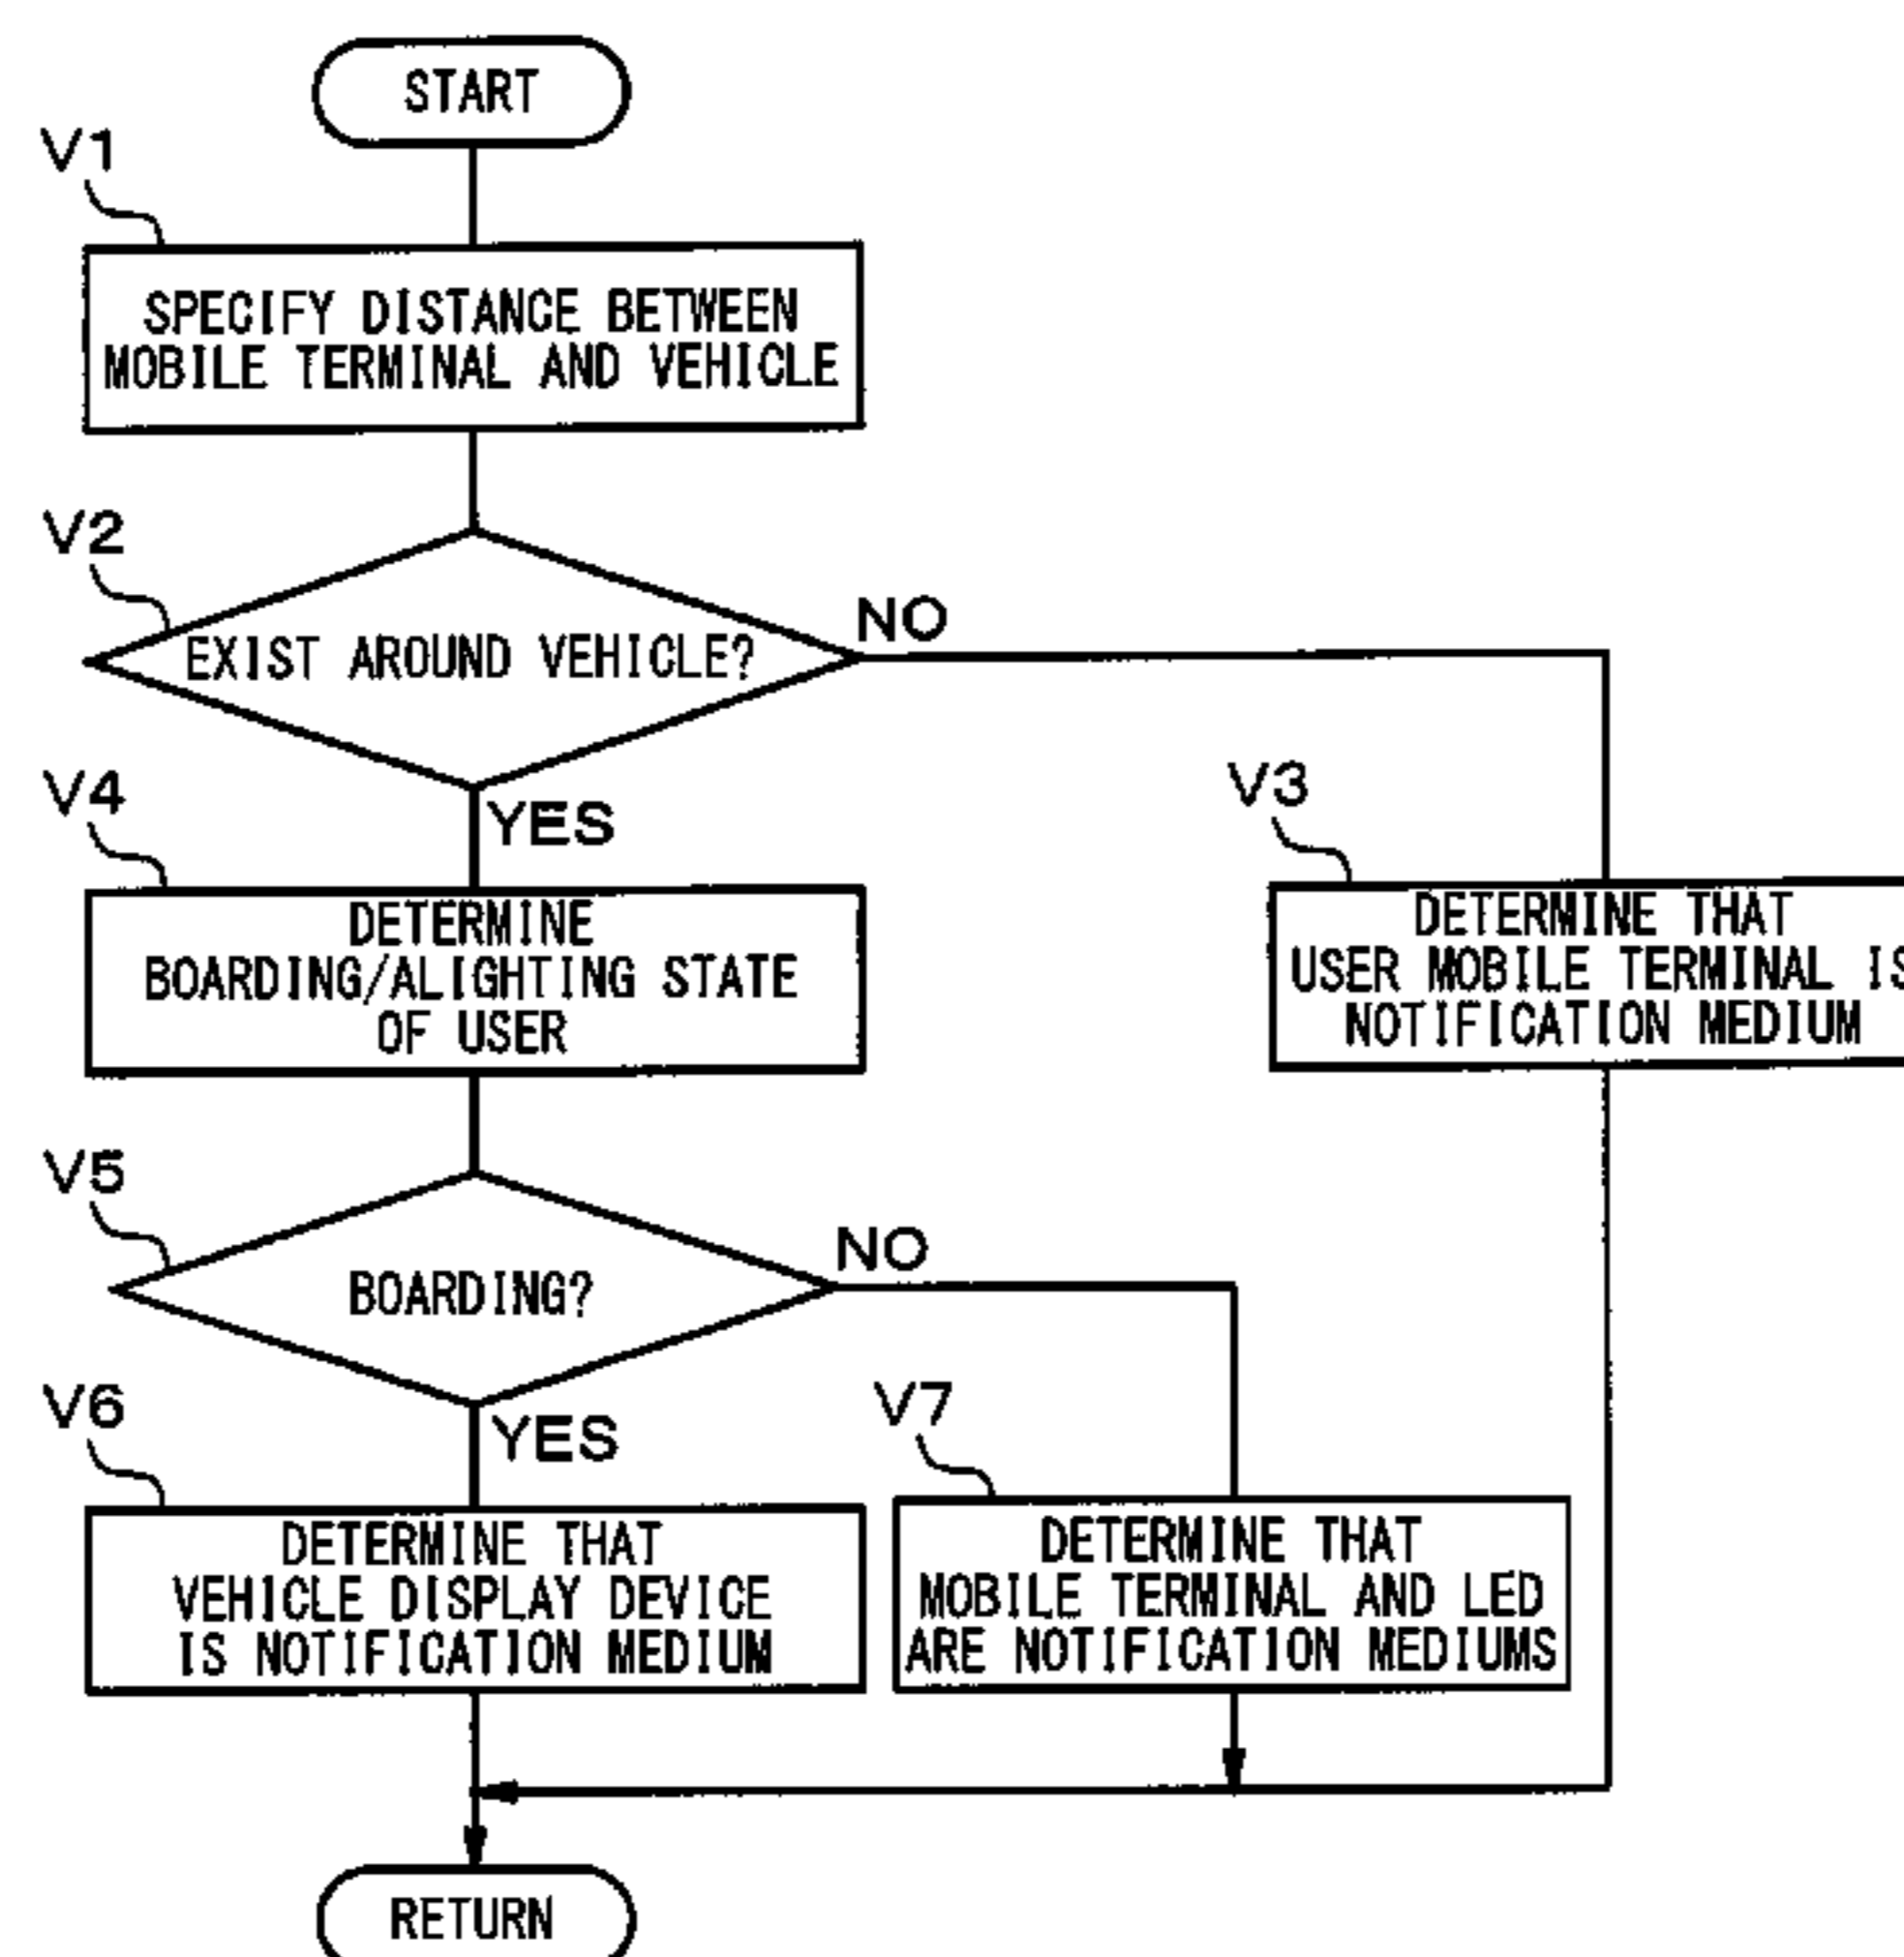 START
V1
SPECIFY DISTANCE BETWEEN
MOBILE TERMINAL AND VEHICLE
V2
EXIST AROUND VEHICLE?
NO
YES
V3
DETERMINE THAT
USER MOBILE TERMINAL IS
NOTIFICATION MEDIUM
V4
DETERMINE
BOARDING/ALIGHTING STATE
OF USER
V5
BOARDING?
NO
YES
V6
DETERMINE THAT
VEHICLE DISPLAY DEVICE
IS NOTIFICATION MEDIUM
V7
DETERMINE THAT
MOBILE TERMINAL AND LED
ARE NOTIFICATION MEDIUMS
RETURN